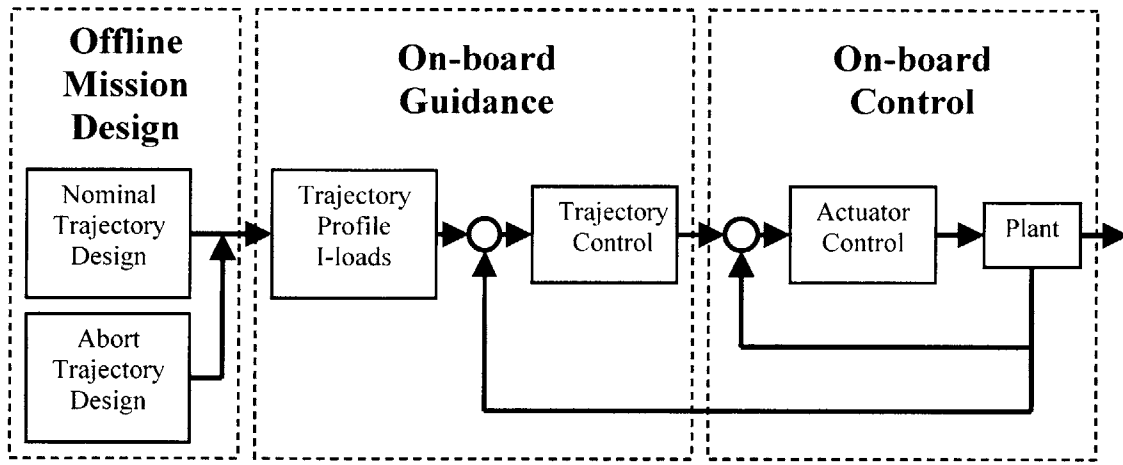 Offline
Mission
Design
On-board
Guidance
On-board
Control
Nominal
Trajectory
Design
Abort
Trajectory
Design
Trajectory
Profile
I-loads
Trajectory
Control
Actuator
Control
Plant